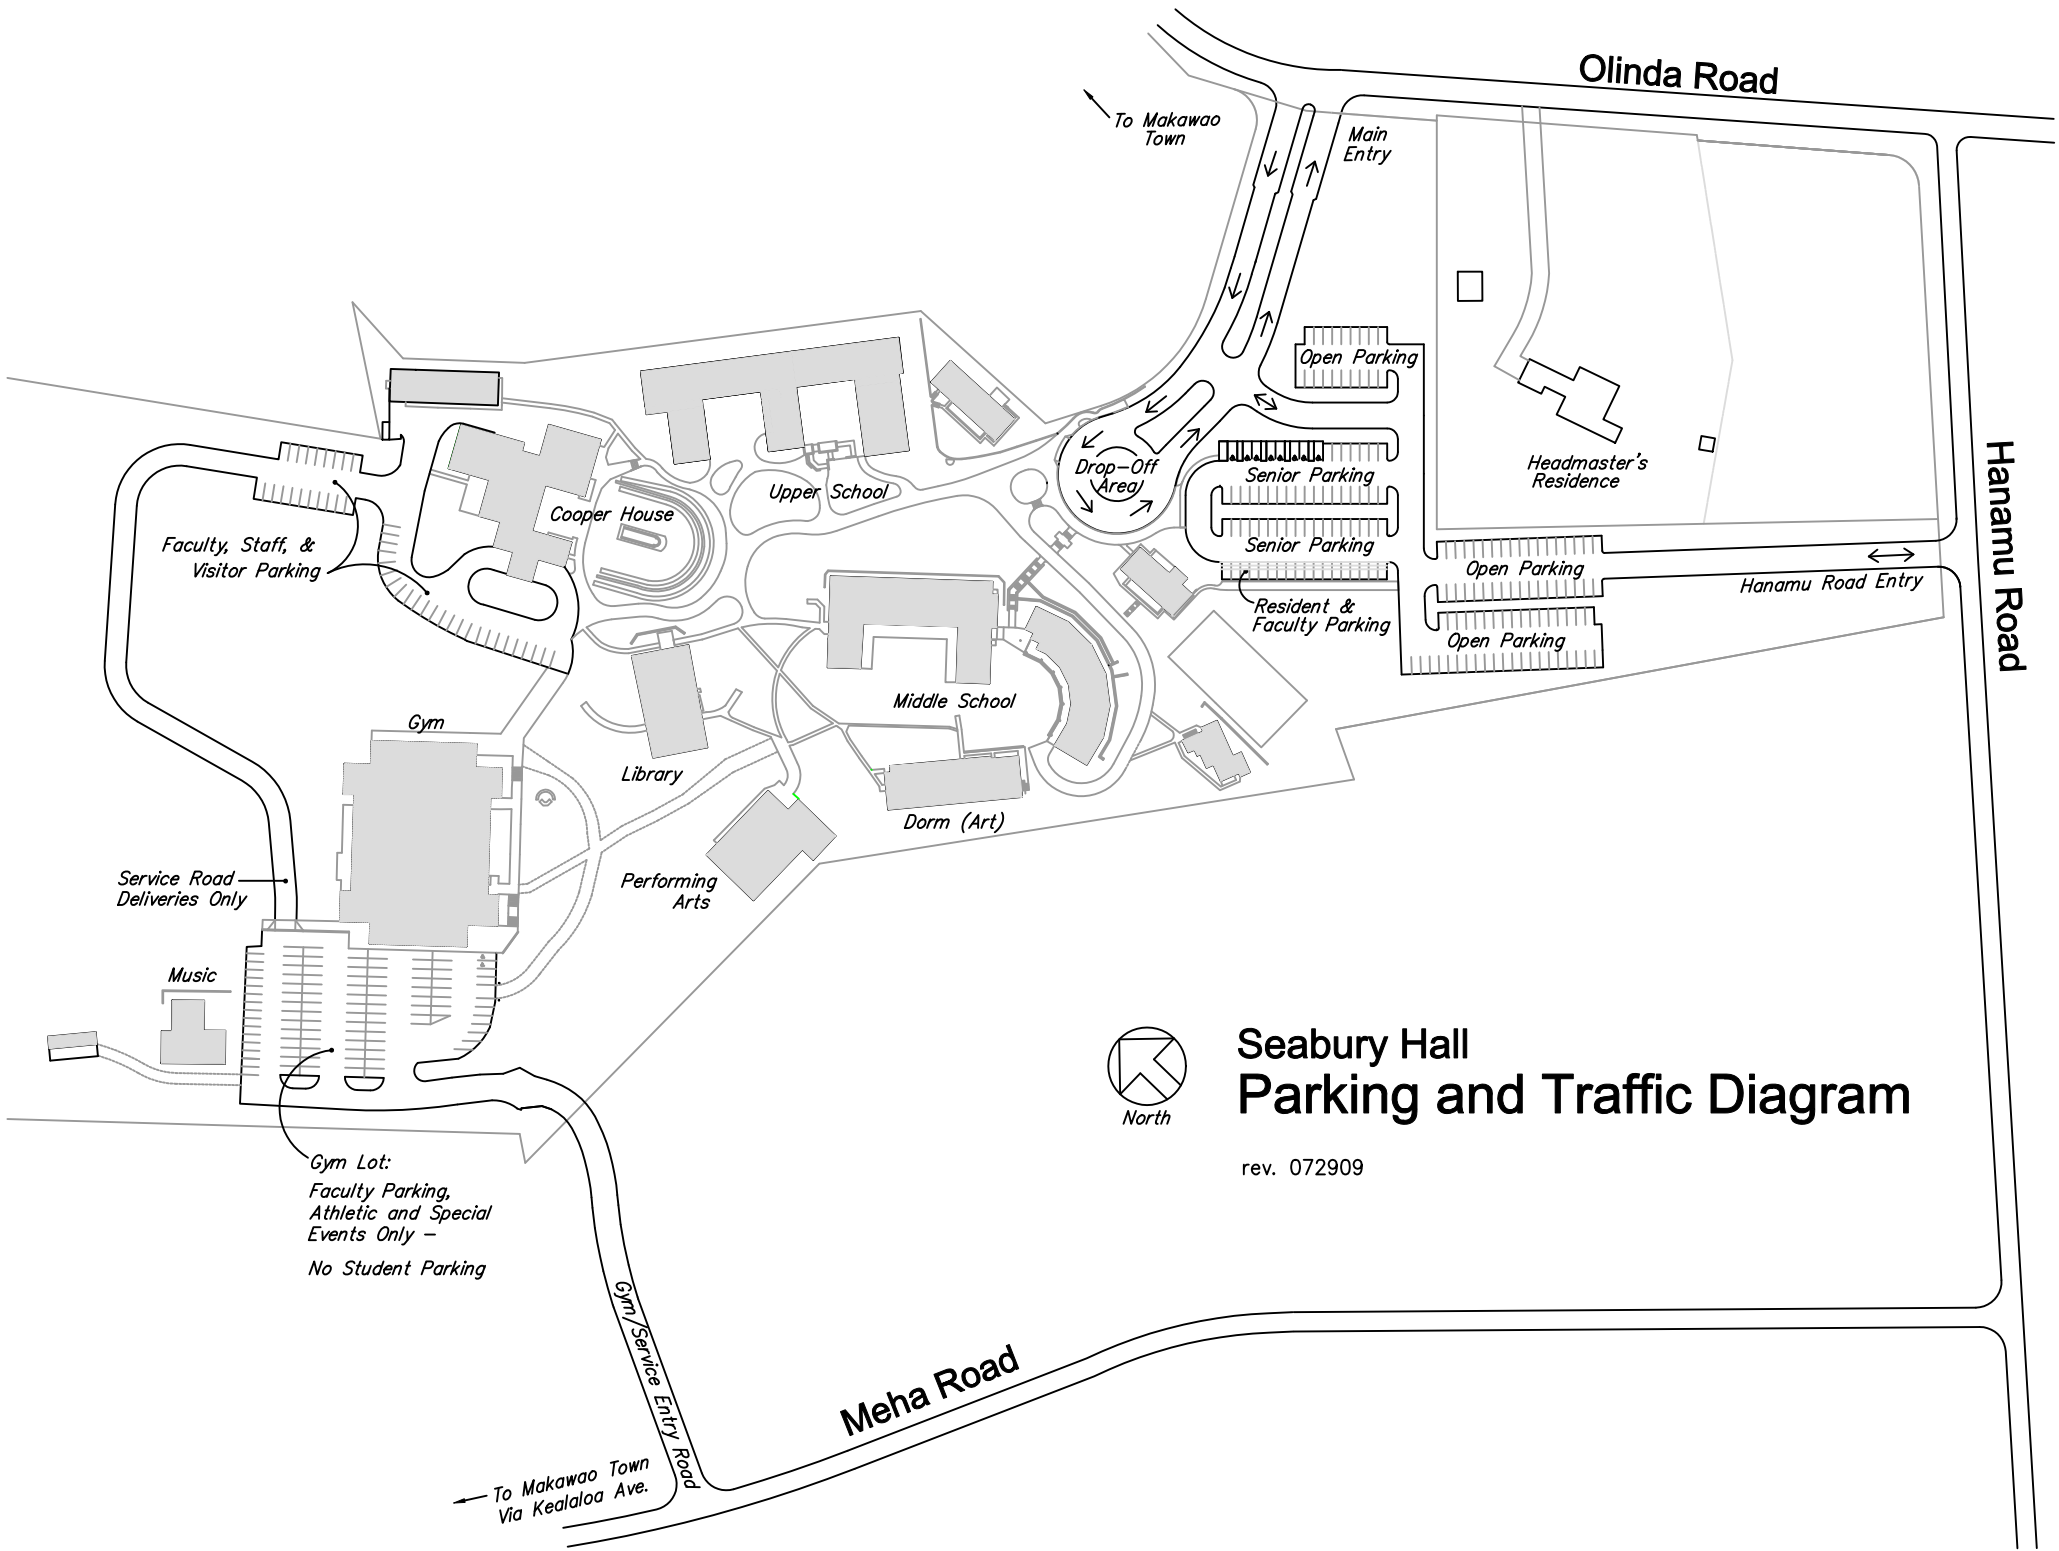 Olinda Road
To Makawao
Town
Main
Entry
Open Parking
Drop-Off
Area
Senior Parking
Headmaster's
Residence
Hanamu Road
Upper School
Cooper House
Faculty, Staff, &
Visitor Parking
Senior Parking
Open Parking
Hanamu Road Entry
Resident &
Faculty Parking
Open Parking
Middle School
Gym
Library
Dorm (Art)
Performing
Arts
Service Road
Deliveries Only
Music
Seabury Hall
Parking and Traffic Diagram
North
rev. 072909
Gym Lot:
Faculty Parking,
Athletic and Special
Events Only –
No Student Parking
Gym/Service Entry Road
Meha Road
To Makawao Town
Via Kealaloa Ave.